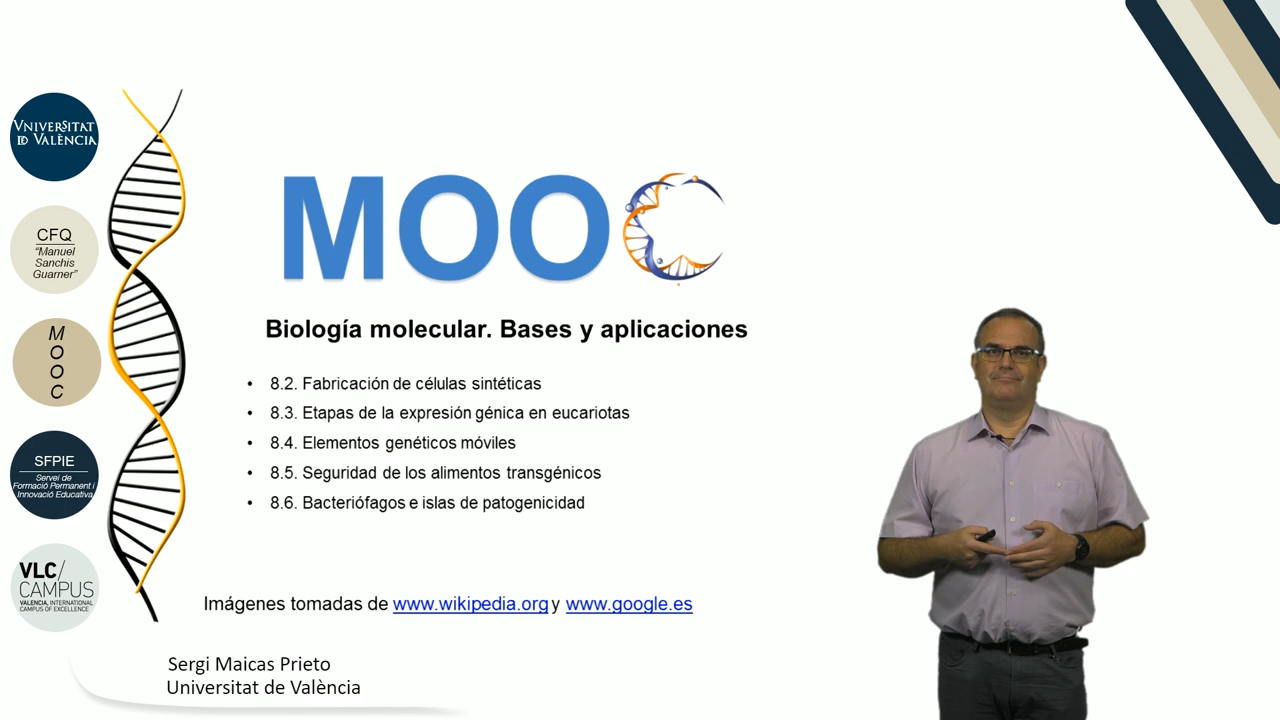 VNIVERSITAT
ID VALÈNCIA
CFQ
“Manuel
Sanchis
Guarner”
M
O
O
C
SFPIE
Servei de
Formació Permanent i
Innovació Educativa
VLC/
CAMPUS
VALENCIA, INTERNATIONAL
CAMPUS OF EXCELLENCE
MOOC
Biología molecular. Bases y aplicaciones
• 8.2. Fabricación de células sintéticas
• 8.3. Etapas de la expresión génica en eucariotas
• 8.4. Elementos genéticos móviles
• 8.5. Seguridad de los alimentos transgénicos
• 8.6. Bacteriófagos e islas de patogenicidad
Imágenes tomadas de www.wikipedia.org y www.google.es
Sergi Maicas Prieto
Universitat de València